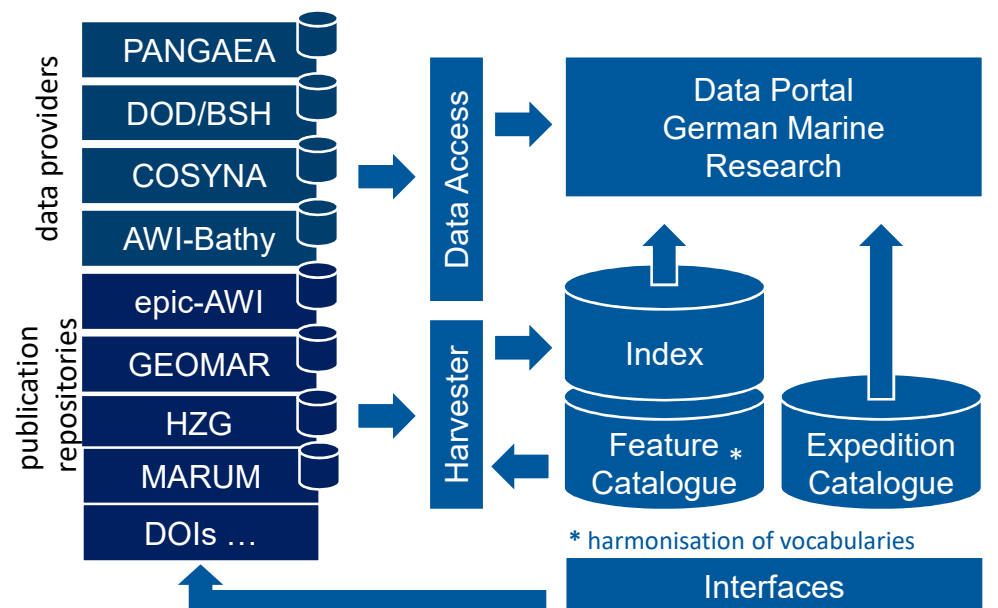 data providers
PANGAEA
DOD/BSH
COSYNA
AWI-Bathy
publication
repositories
epic-AWI
GEOMAR
HZG
MARUM
DOIs …
Data Access
Harvester
Data Portal
German Marine
Research
Index
Feature *
Catalogue
Expedition
Catalogue
* harmonisation of vocabularies
Interfaces